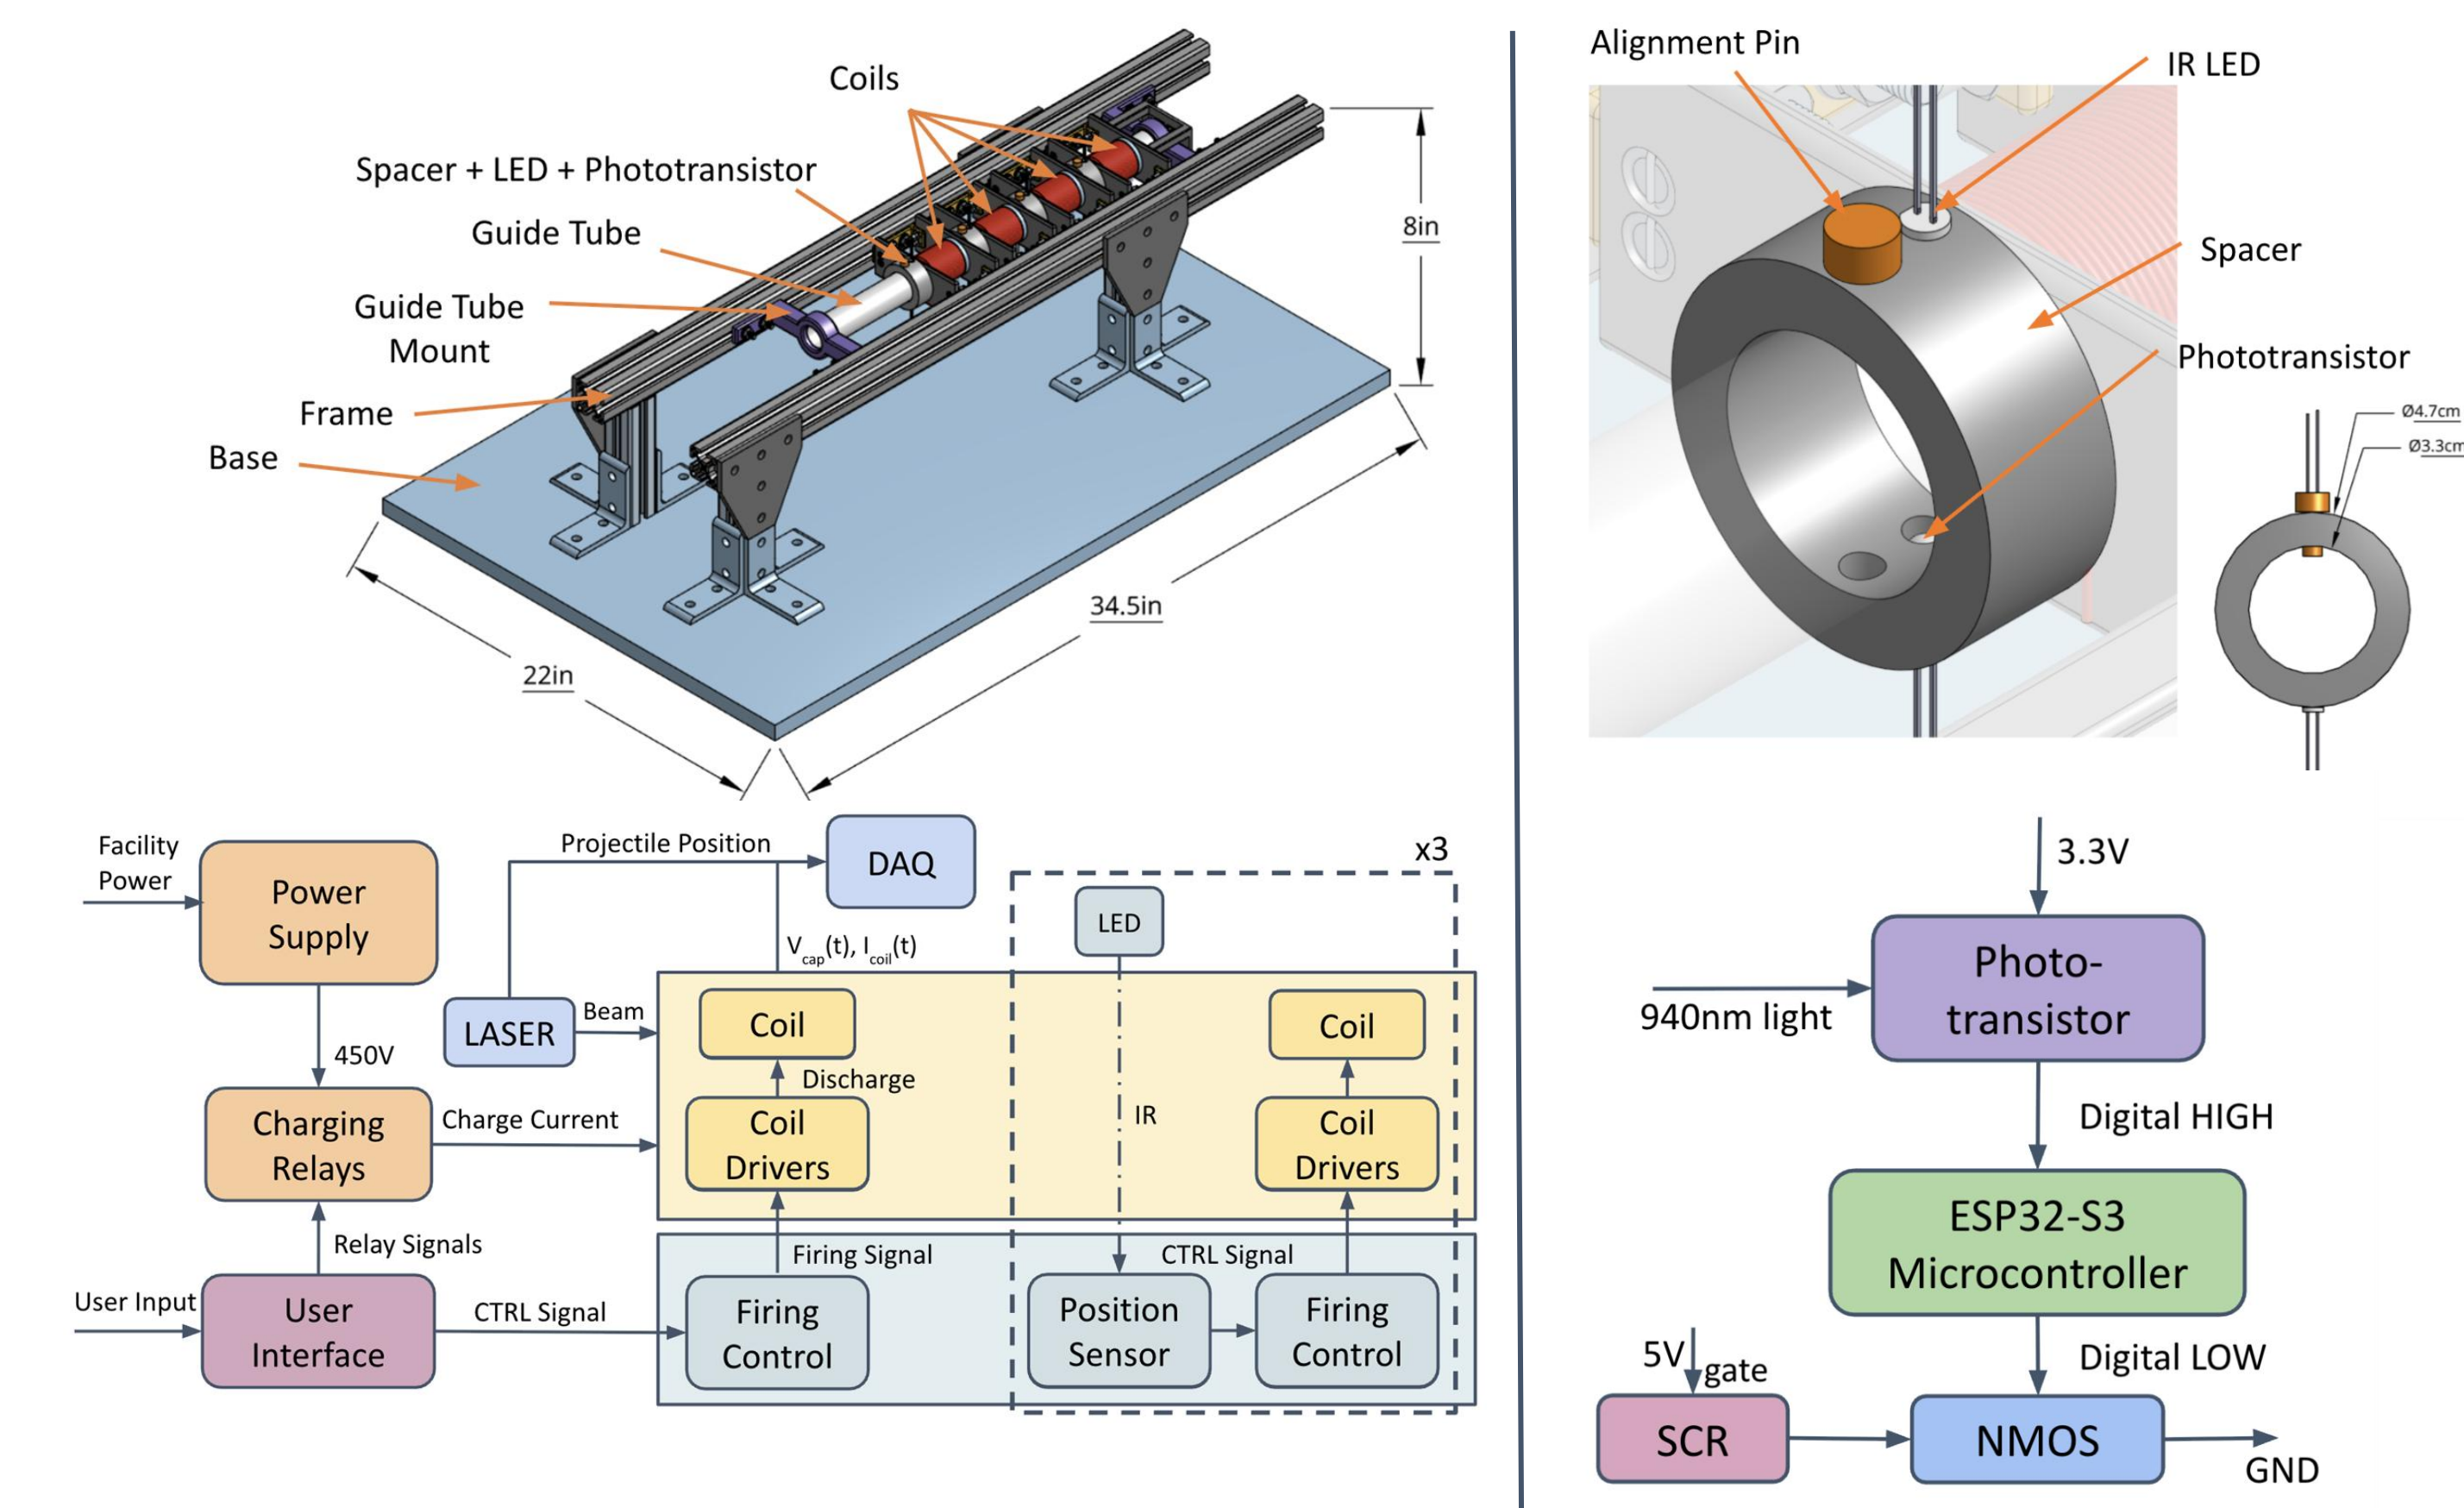 Coils
Spacer + LED + Phototransistor
Guide Tube
Guide Tube
Mount
Frame
Base
8in
34.5in
22in
Alignment Pin
IR LED
Spacer
Phototransistor
Ø4.7cm
Ø3.3cm
Facility
Power
Power
Supply
450V
Charging
Relays
Relay Signals
User Input
User
Interface
Projectile Position
DAQ
LASER
Beam
Vcap(t), Icoil(t)
Charge Current
CTRL Signal
Coil
Discharge
Coil
Drivers
Firing Signal
Firing
Control
x3
LED
IR
CTRL Signal
Position
Sensor
Coil
Coil
Drivers
Firing
Control
3.3V
940nm light
Photo-
transistor
Digital HIGH
ESP32-S3
Microcontroller
Digital LOW
5V
gate
SCR
NMOS
GND